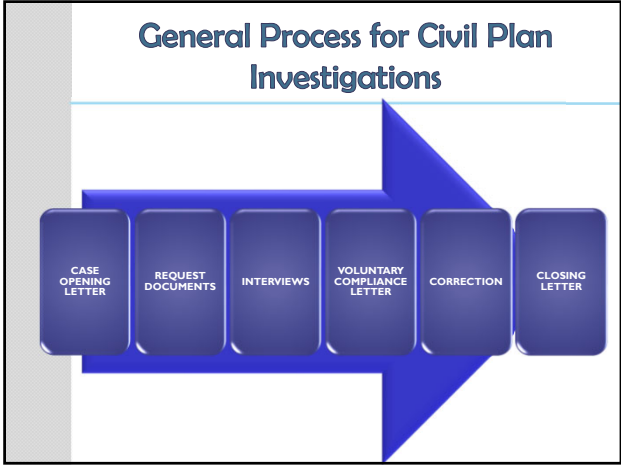 General Process for Civil Plan
Investigations
CASE
OPENING
LETTER
REQUEST
DOCUMENTS
INTERVIEWS
VOLUNTARY
COMPLIANCE
LETTER
CORRECTION
CLOSING
LETTER